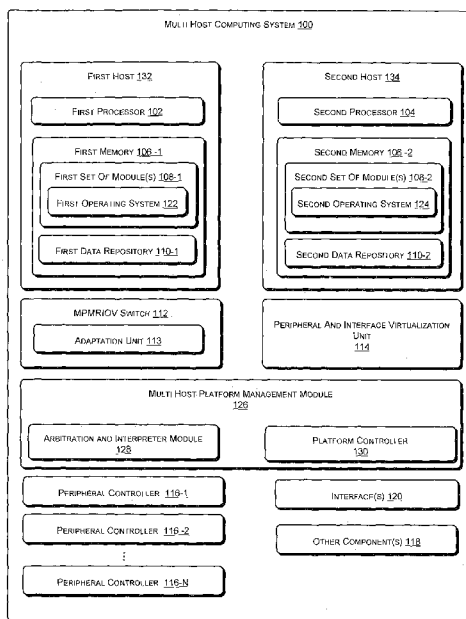 MULTI HOST COMPUTING SYSTEM 100
FIRST HOST 132
FIRST PROCESSOR 102
FIRST MEMORY 106-1
FIRST SET OF MODULE(S) 108-1
FIRST OPERATING SYSTEM 122
FIRST DATA REPOSITORY 110-1
SECOND HOST 134
SECOND PROCESSOR 104
SECOND MEMORY 106-2
SECOND SET OF MODULE(S) 108-2
SECOND OPERATING SYSTEM 124
SECOND DATA REPOSITORY 110-2
MPMRIOV SWITCH 112
ADAPTATION UNIT 113
PERIPHERAL AND INTERFACE VIRTUALIZATION
UNIT
114
MULTI HOST PLATFORM MANAGEMENT MODULE
126
ARBITRATION AND INTERPRETER MODULE
128
PLATFORM CONTROLLER
130
PERIPHERAL CONTROLLER 116-1
PERIPHERAL CONTROLLER 116-2
⋮
PERIPHERAL CONTROLLER 116-N
INTERFACE(S) 120
OTHER COMPONENT(S) 118